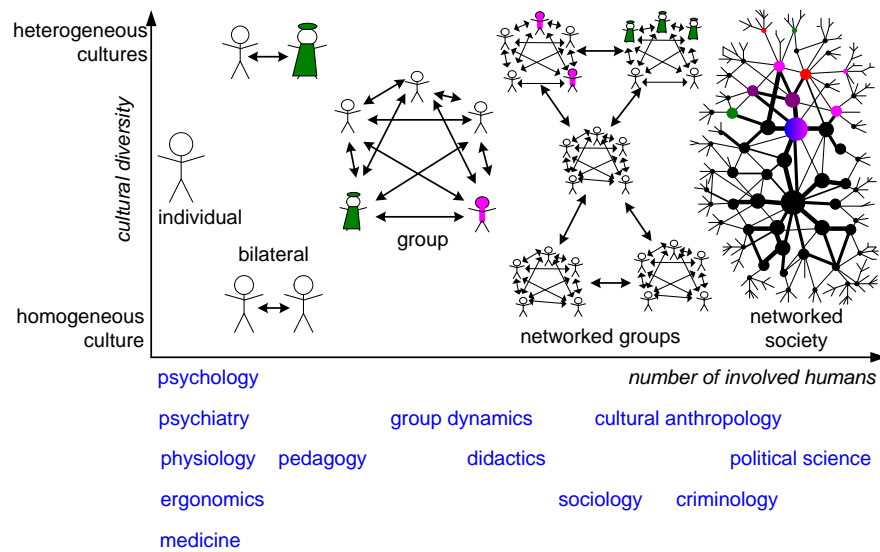 heterogeneous
cultures
cultural diversity
individual
bilateral
group
networked groups
networked
society
homogeneous
culture
number of involved humans
psychology
psychiatry
group dynamics
cultural anthropology
physiology
pedagogy
didactics
political science
ergonomics
sociology
criminology
medicine